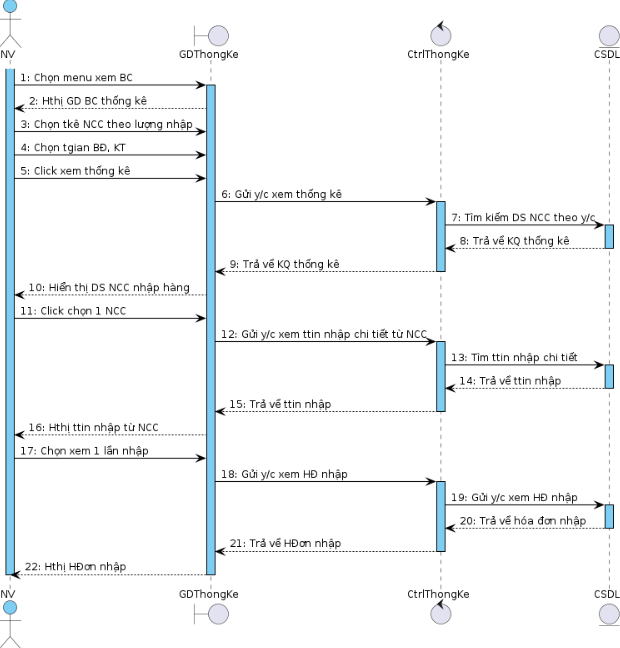 NV
GDThongKe
CtrlThongKe
CSDL
1: Chọn menu xem BC
2: Hthị GD BC thống kê
3: Chọn tkê NCC theo lượng nhập
4: Chọn tgian BĐ, KT
5: Click xem thống kê
6: Gửi y/c xem thống kê
7: Tìm kiếm DS NCC theo y/c
8: Trả về KQ thống kê
9: Trả về KQ thống kê
10: Hiển thị DS NCC nhập hàng
11: Click chọn 1 NCC
12: Gửi y/c xem ttin nhập chi tiết từ NCC
13: Tìm ttin nhập chi tiết
14: Trả về ttin nhập
15: Trả về ttin nhập
16: Hthị ttin nhập từ NCC
17: Chọn xem 1 lần nhập
18: Gửi y/c xem HĐ nhập
19: Gửi y/c xem HĐ nhập
20: Trả về hóa đơn nhập
21: Trả về HĐơn nhập
22: Hthị HĐơn nhập
NV
GDThongKe
CtrlThongKe
CSDL